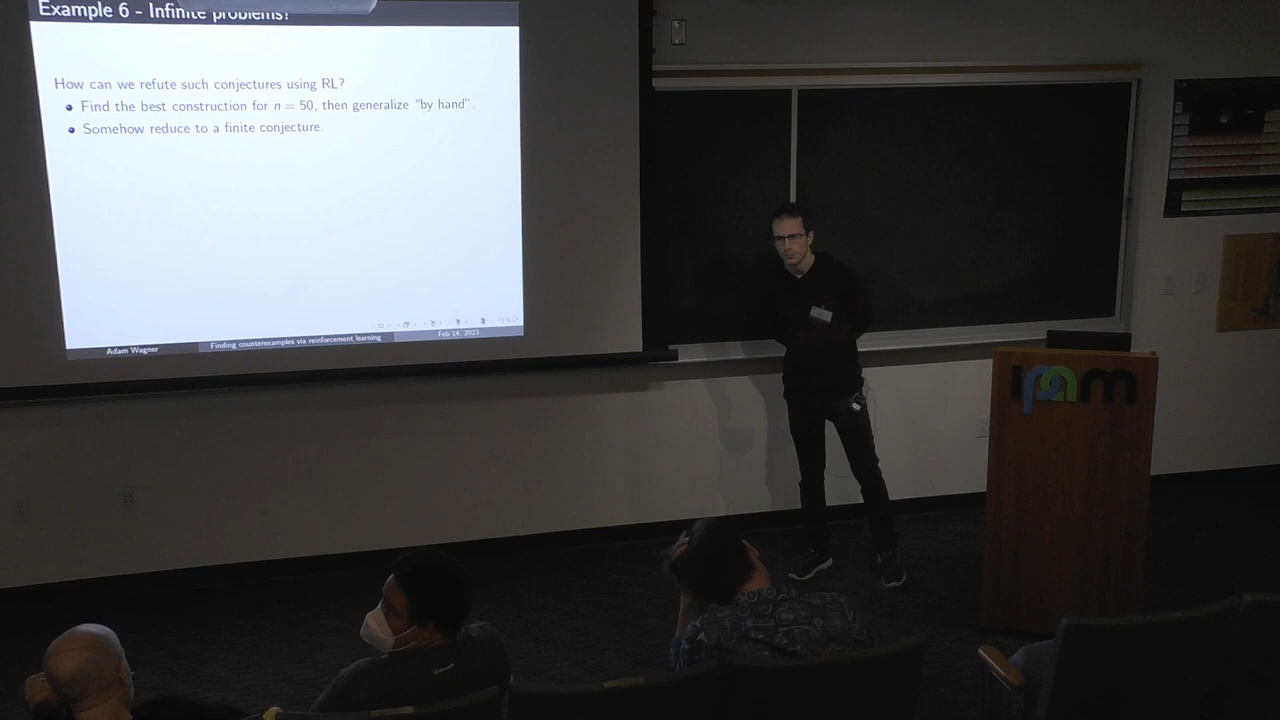 Example 6 - Infinite problems?
How can we refute such conjectures using RL?
Find the best construction for n = 50, then generalize "by hand".
Somehow reduce to a finite conjecture.
Adam Wagner
Finding counterexamples via reinforcement learning
Feb 14, 2023
ipam